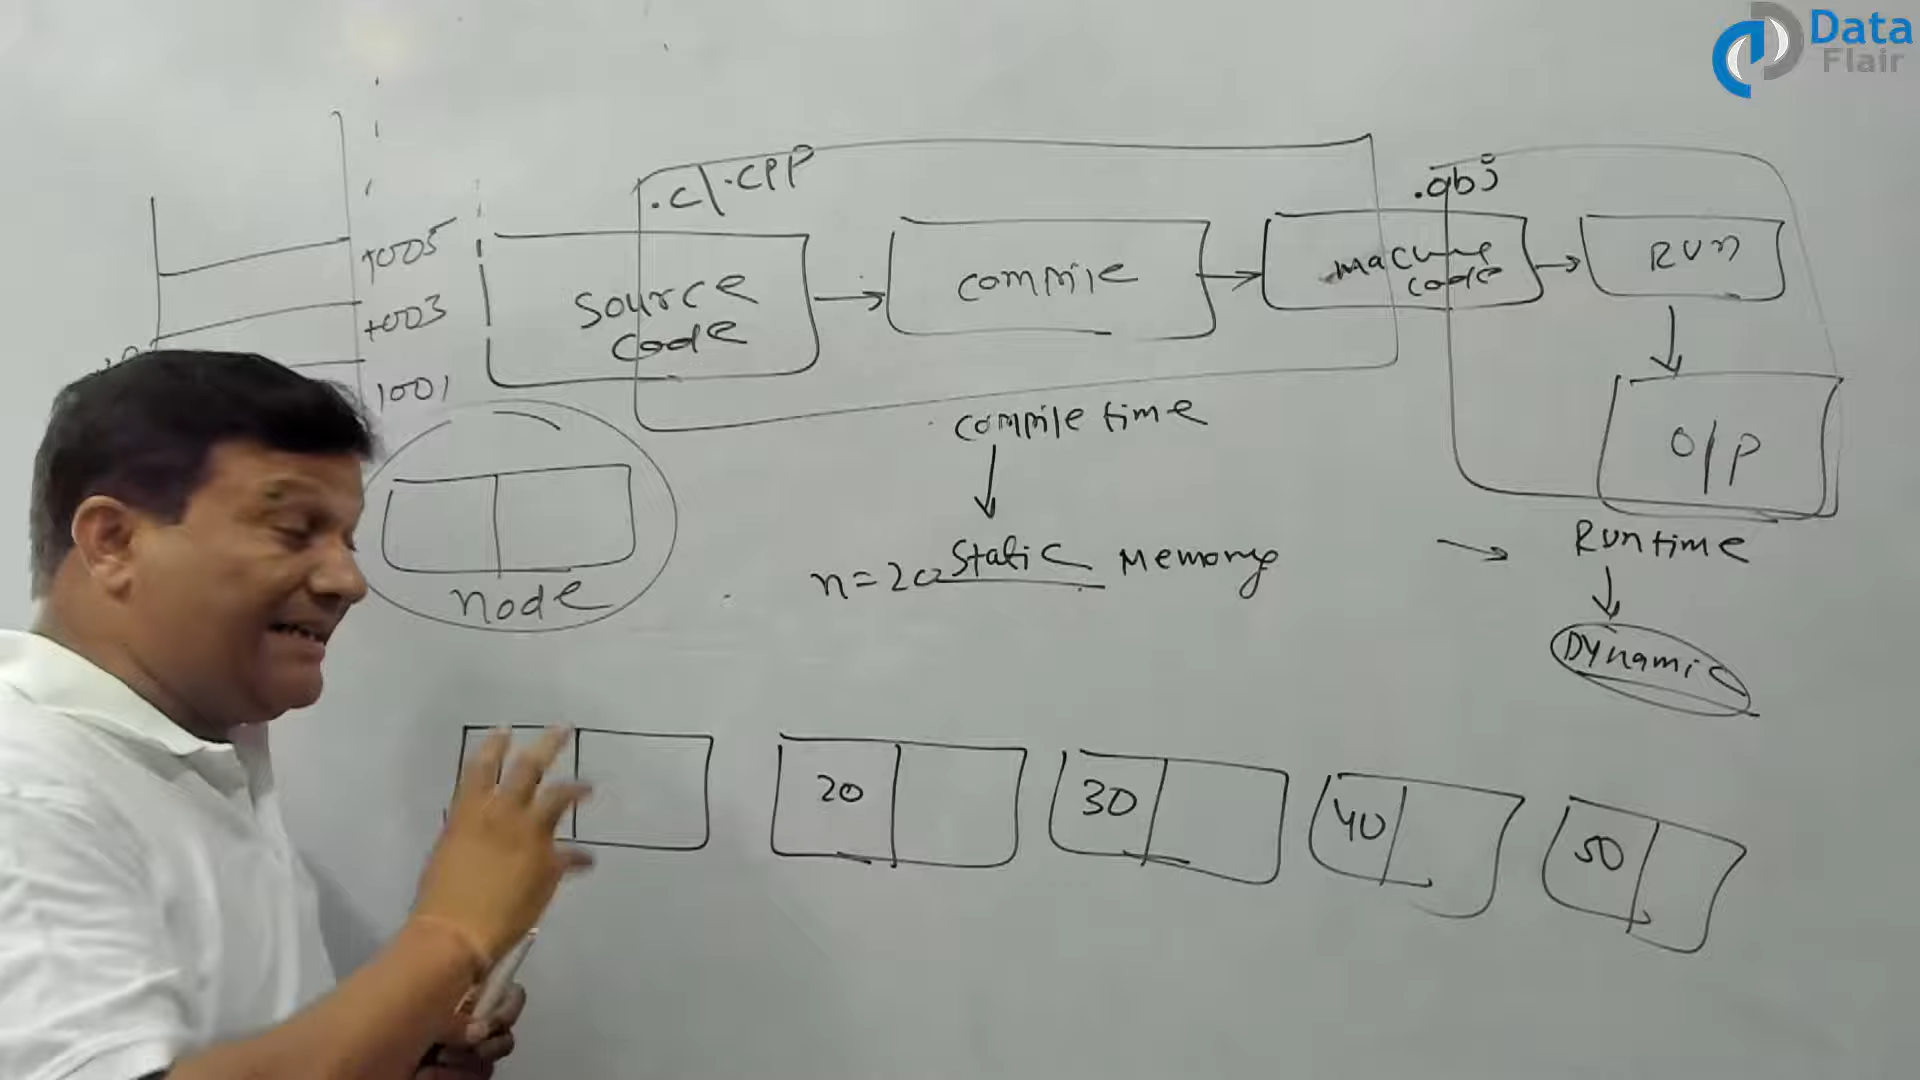 Data
Flair
.c\.cpp
.obj
1005
1003
1001
Source
code
compile
machine
code
Run
O/P
compile time
Runtime
n=20
Static Memory
Dynamic
node
20
30
40
50